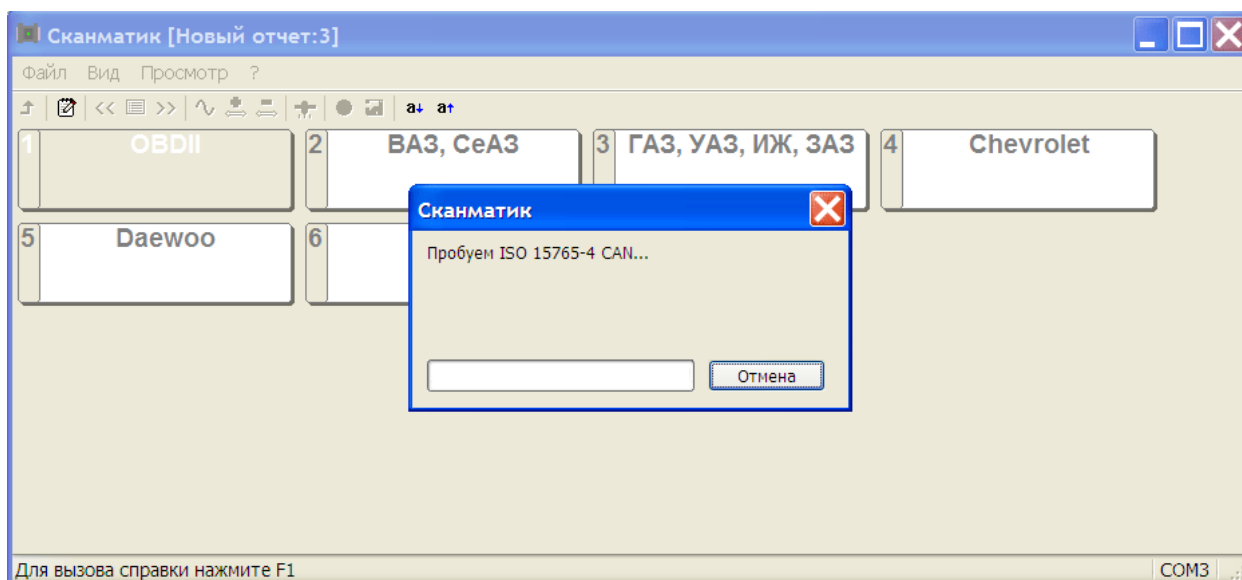 Сканматик [Новый отчет:3]
Файл Вид Просмотр ?
<< >> a↓ a↑
1 OBDII 2 ВАЗ, СеАЗ 3 ГАЗ, УАЗ, ИЖ, ЗАЗ 4 Chevrolet
Сканматик
5 Daewoo 6
Пробуем ISO 15765-4 CAN...
Отмена
Для вызова справки нажмите F1 COM3